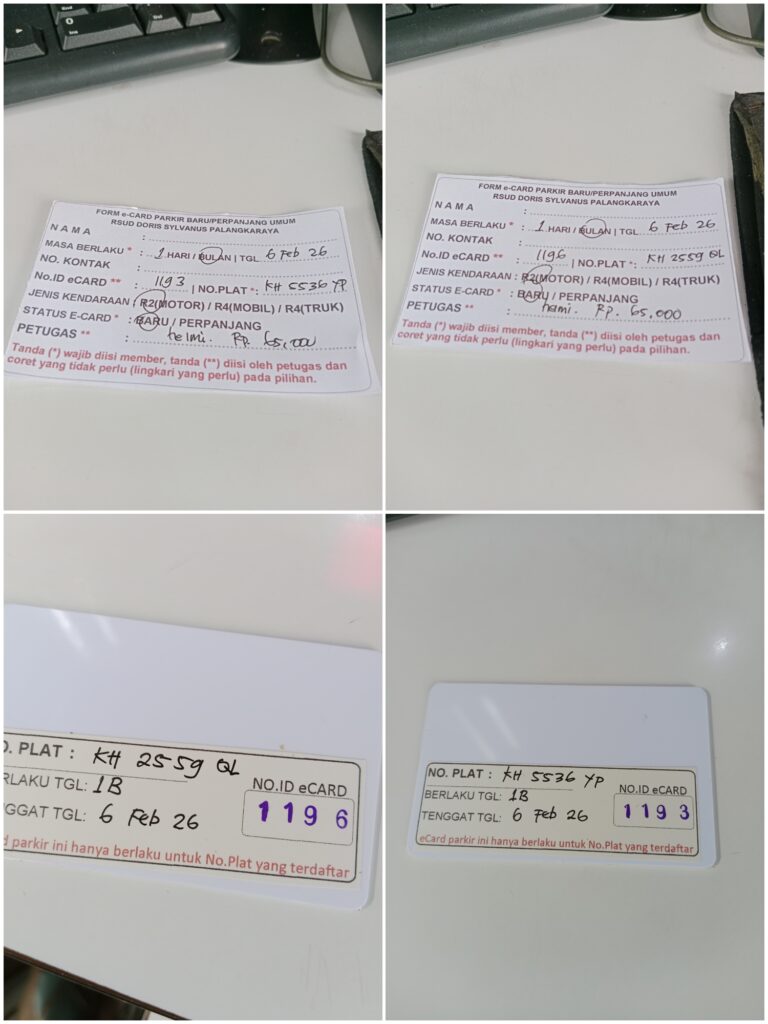 FORM e-CARD PARKIR BARU/PERPANJANG UMUM
RSUD DORIS SYLVANUS PALANGKARAYA
N A M A :
MASA BERLAKU * : 1 HARI / BULAN | TGL 6 Feb 26
NO. KONTAK :
No.ID eCARD ** : 1193 | NO.PLAT *: KH 5536 YP
JENIS KENDARAAN : R2(MOTOR) / R4(MOBIL) / R4(TRUK)
STATUS E-CARD * : BARU / PERPANJANG
PETUGAS ** : helmi. Rp. 65,000
Tanda (*) wajib diisi member, tanda (**) diisi oleh petugas dan
coret yang tidak perlu (lingkari yang perlu) pada pilihan.
FORM e-CARD PARKIR BARU/PERPANJANG UMUM
RSUD DORIS SYLVANUS PALANGKARAYA
N A M A :
MASA BERLAKU * : 1 HARI / BULAN | TGL 6 Feb 26
NO. KONTAK :
No.ID eCARD ** : 1196 | NO.PLAT *: KH 2559 QL
JENIS KENDARAAN : R2(MOTOR) / R4(MOBIL) / R4(TRUK)
STATUS E-CARD * : BARU / PERPANJANG
PETUGAS ** : helmi. Rp. 65,000
Tanda (*) wajib diisi member, tanda (**) diisi oleh petugas dan
coret yang tidak perlu (lingkari yang perlu) pada pilihan.
O. PLAT : KH 2559 QL
ERLAKU TGL: 1B NO.ID eCARD
NGGAT TGL: 6 Feb 26 1196
d parkir ini hanya berlaku untuk No.Plat yang terdaftar
NO. PLAT : KH 5536 YP
BERLAKU TGL: 1B NO.ID eCARD
TENGGAT TGL: 6 Feb 26 1193
eCard parkir ini hanya berlaku untuk No.Plat yang terdaftar